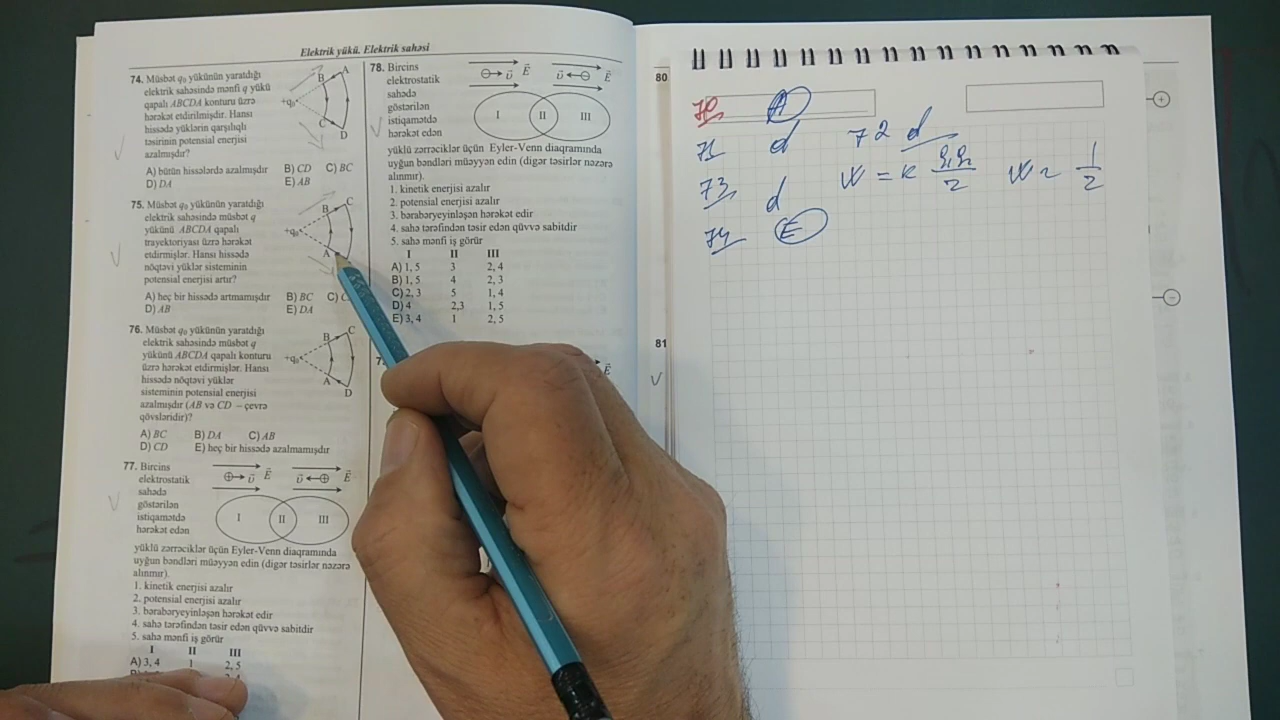 Elektrik yükü. Elektrik sahəsi
74. Müsbət q₀ yükünün yaratdığı
elektrik sahəsində mənfi q yükü
qapalı ABCDA konturu üzrə
hərəkət etdirilmişdir. Hansı
hissədə yüklərin qarşılıqlı
təsirinin potensial enerjisi
azalmışdır?
+q₀
B
A
C
D
A) bütün hissələrdə azalmışdır
B) CD C) BC
D) DA E) AB
75. Müsbət q₀ yükünün yaratdığı
elektrik sahəsində müsbət q
yükünü ABCDA qapalı
trayektoriyası üzrə hərəkət
etdirmişlər. Hansı hissədə
nöqtəvi yüklər sisteminin
potensial enerjisi artır?
+q₀
B
C
A
A) heç bir hissədə artmamışdır B) BC C)
D) AB E) DA
76. Müsbət q₀ yükünün yaratdığı
elektrik sahəsində müsbət q
yükünü ABCDA qapalı konturu
üzrə hərəkət etdirmişlər. Hansı
hissədə nöqtəvi yüklər
sisteminin potensial enerjisi
azalmışdır (AB və CD – çevrə
qövsləridir)?
+q₀
B
C
A
D
A) BC B) DA C) AB
D) CD E) heç bir hissədə azalmamışdır
77. Bircins
elektrostatik
sahədə
göstərilən
istiqamətdə
hərəkət edən
⊕→ υ⃗ E⃗
υ⃗ ←⊕ E⃗
I II III
yüklü zərrəciklər üçün Eyler-Venn diaqramında
uyğun bəndləri müəyyən edin (digər təsirlər nəzərə
alınmır).
1. kinetik enerjisi azalır
2. potensial enerjisi azalır
3. bərabəryeyinləşən hərəkət edir
4. sahə tərəfindən təsir edən qüvvə sabitdir
5. sahə mənfi iş görür
I II III
A) 3, 4 1 2, 5
78. Bircins
elektrostatik
sahədə
göstərilən
istiqamətdə
hərəkət edən
⊖→ υ⃗ E⃗
υ⃗ ←⊖ E⃗
I II III
yüklü zərrəciklər üçün Eyler-Venn diaqramında
uyğun bəndləri müəyyən edin (digər təsirlər nəzərə
alınmır).
1. kinetik enerjisi azalır
2. potensial enerjisi azalır
3. bərabəryeyinləşən hərəkət edir
4. sahə tərəfindən təsir edən qüvvə sabitdir
5. sahə mənfi iş görür
I II III
A) 1, 5 3 2, 4
B) 1, 5 4 2, 3
C) 2, 3 5 1, 4
D) 4 2,3 1, 5
E) 3, 4 1 2, 5
E⃗
80
81
70 A
71 d 72 d
73 d
W = k q₁q₂/r W ~ 1/r
74 E